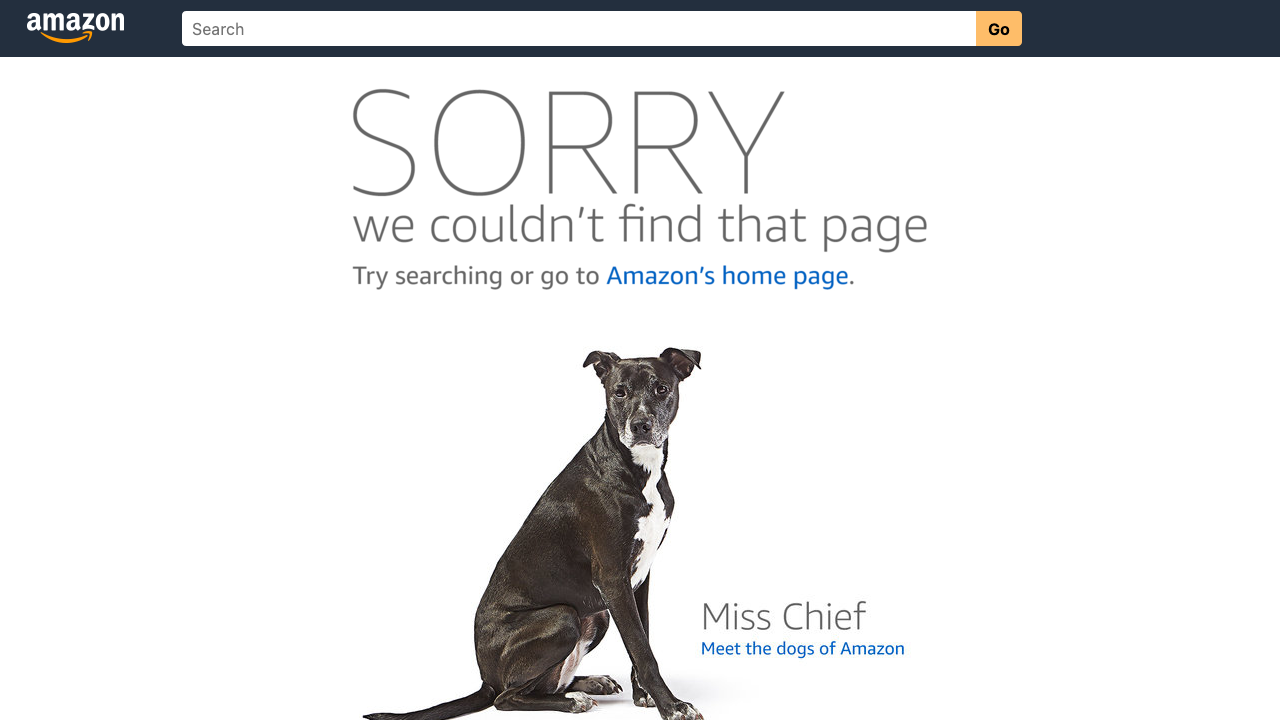 amazon
Search
Go
SORRY
we couldn't find that page
Try searching or go to Amazon's home page.
Miss Chief
Meet the dogs of Amazon